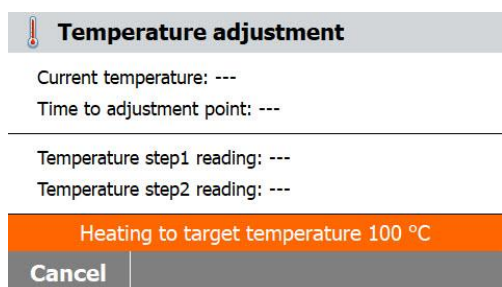 Temperature adjustment
Current temperature: ---
Time to adjustment point: ---
Temperature step1 reading: ---
Temperature step2 reading: ---
Heating to target temperature 100 °C
Cancel